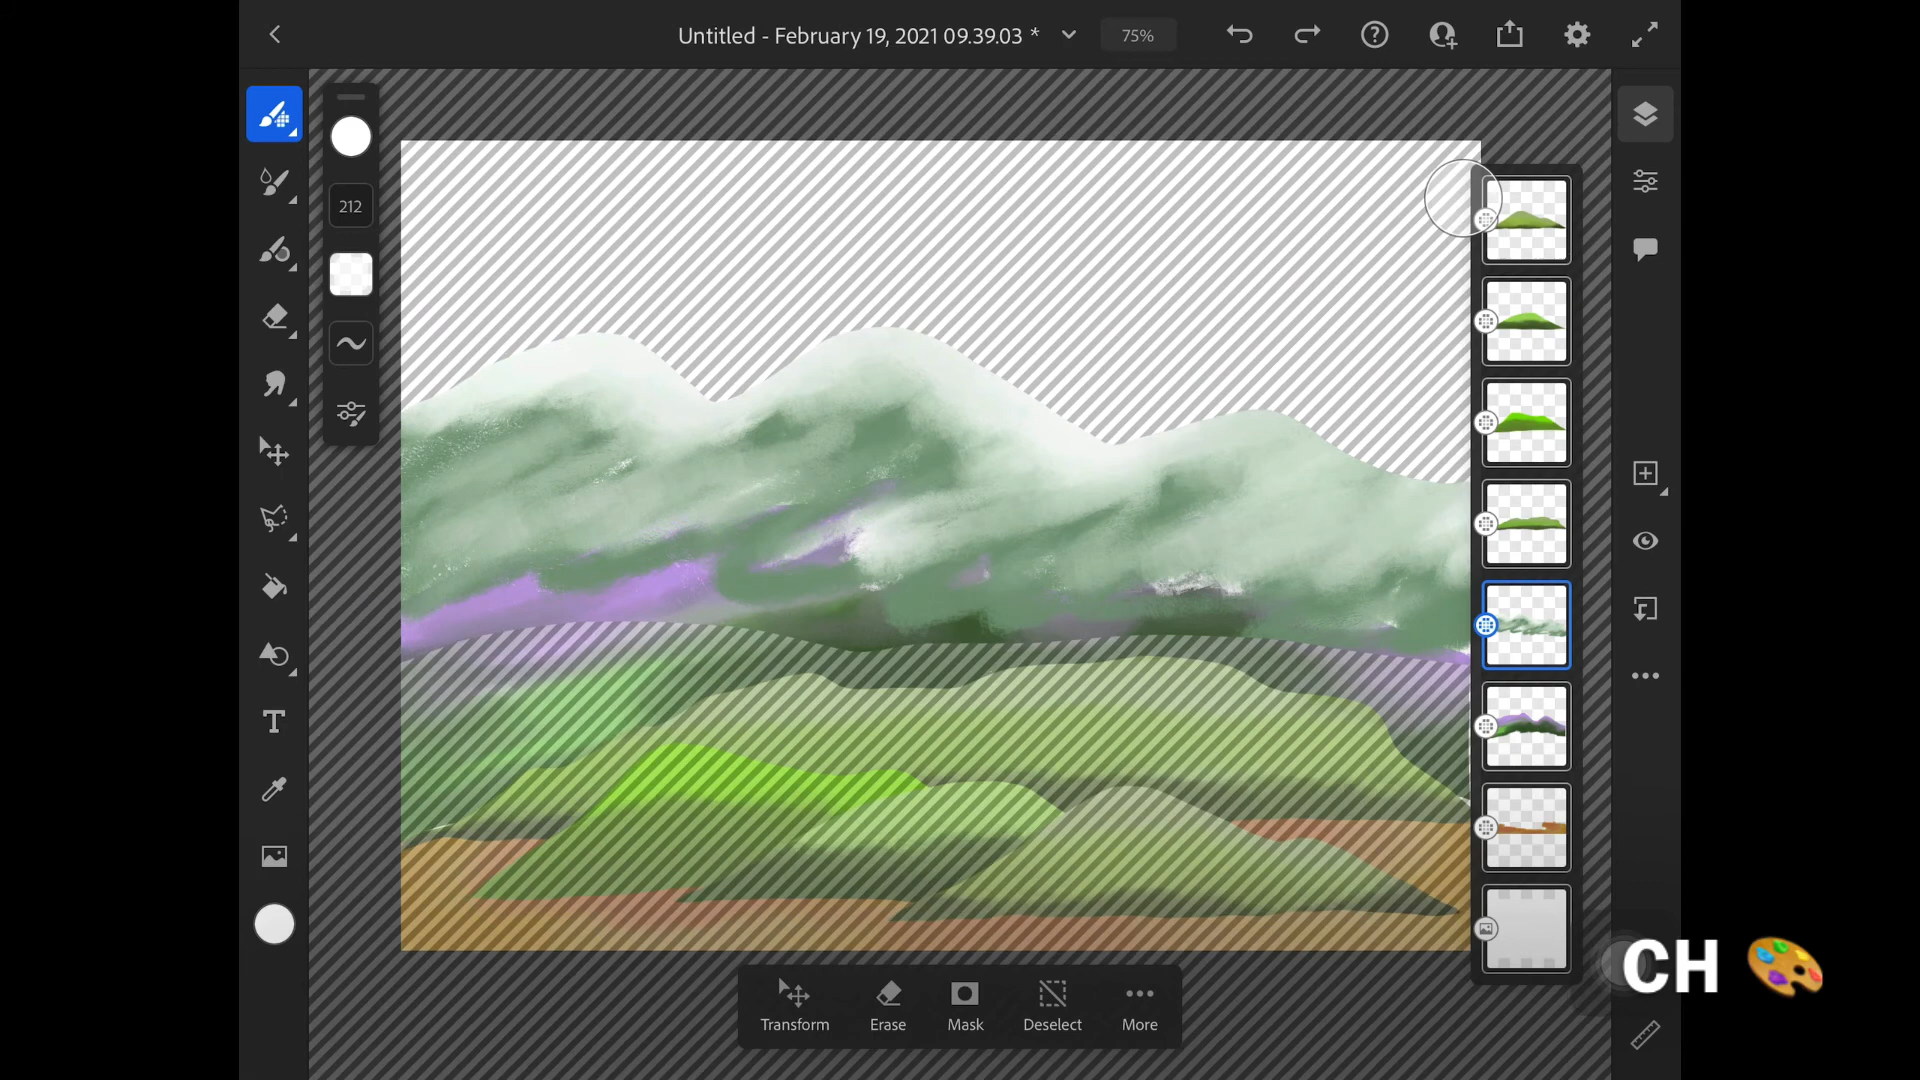 Untitled - February 19, 2021 09.39.03 *
75%
212
T
Transform
Erase
Mask
Deselect
More
CH